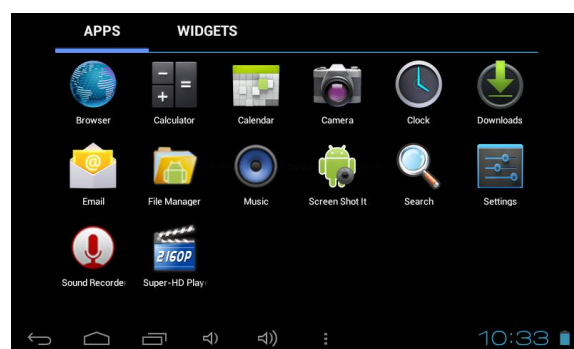 APPS WIDGETS
Browser Calculator Calendar Camera Clock Downloads
Email File Manager Music Screen Shot It Search Settings
2160P
Sound Recorder Super-HD Play
10:33